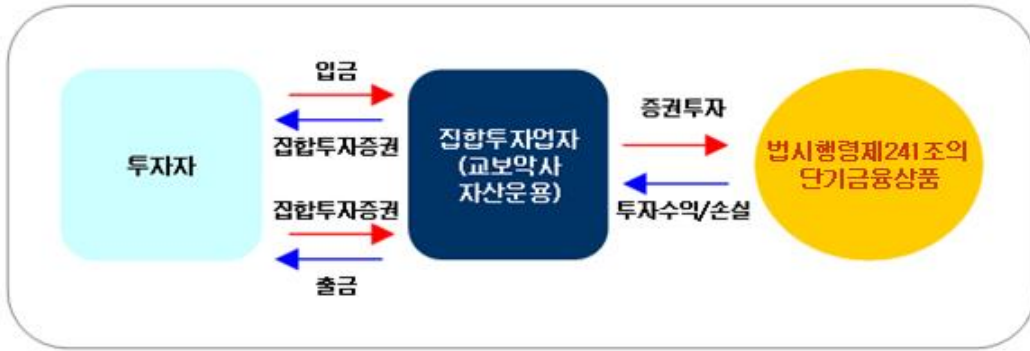 투자자
입금
집합투자증권
집합투자증권
출금
집합투자업자
(교보악사
자산운용)
증권투자
투자수익/손실
법시행령제241조의
단기금융상품